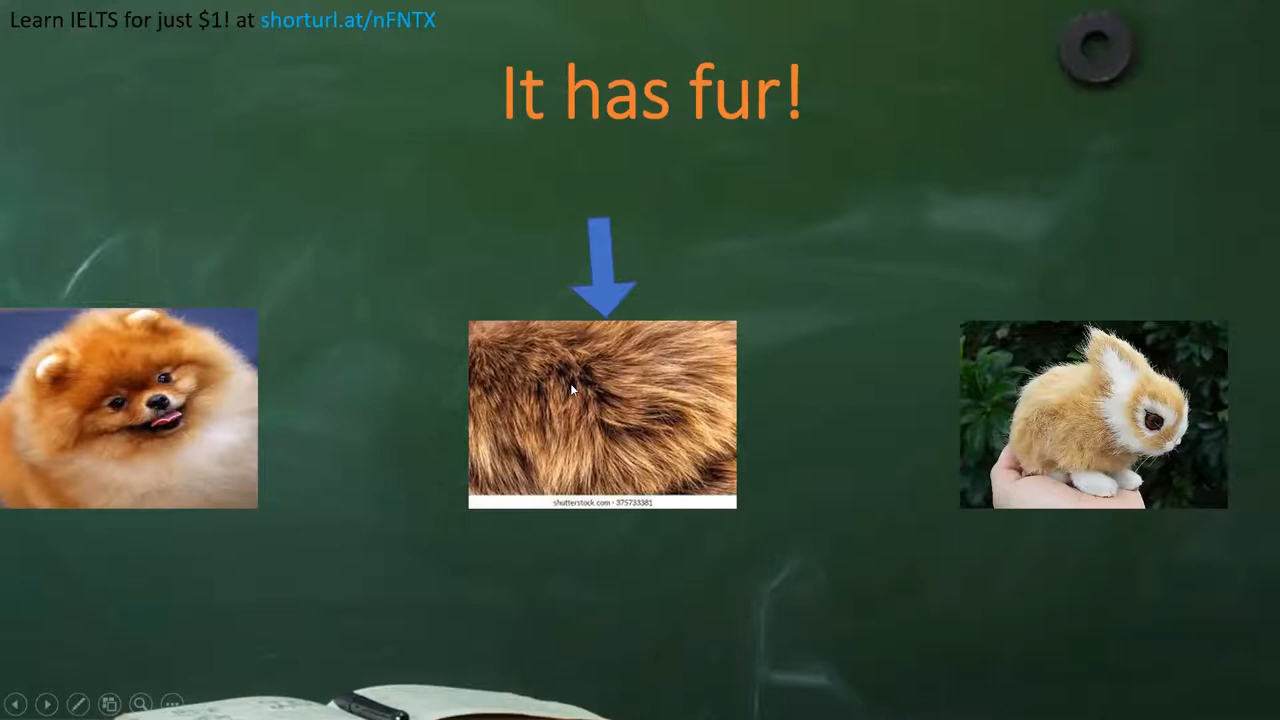 Learn IELTS for just $1! at shorturl.at/nFNTX
It has fur!
shutterstock.com · 375733381